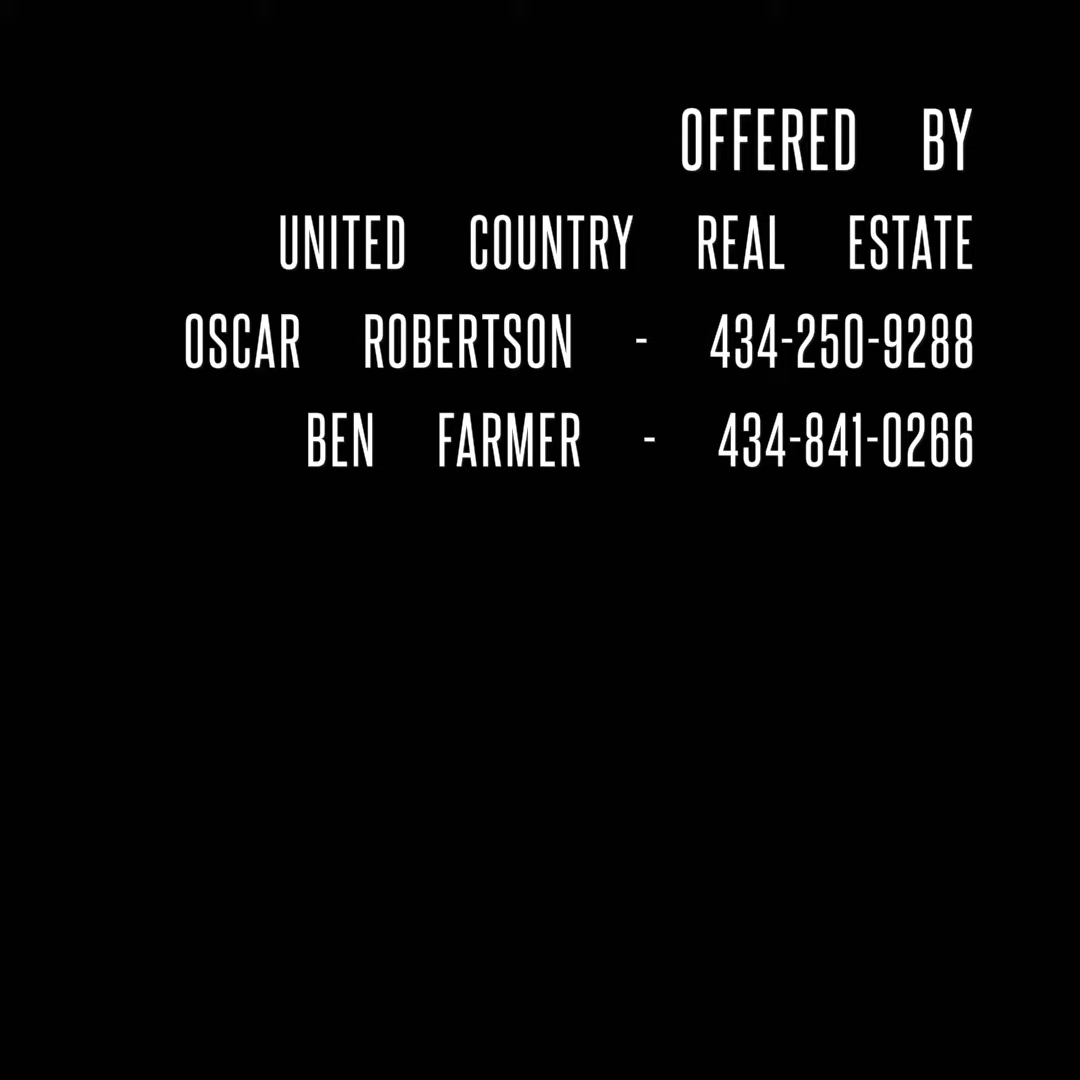 OFFERED BY
UNITED COUNTRY REAL ESTATE
OSCAR ROBERTSON - 434-250-9288
BEN FARMER - 434-841-0266